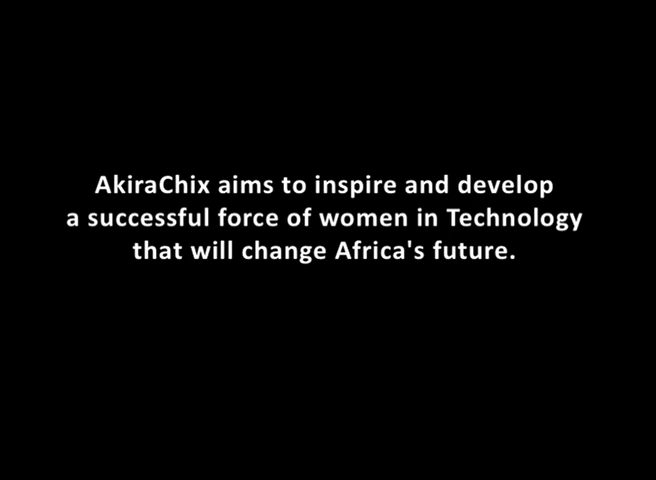 AkiraChix aims to inspire and develop
a successful force of women in Technology
that will change Africa's future.